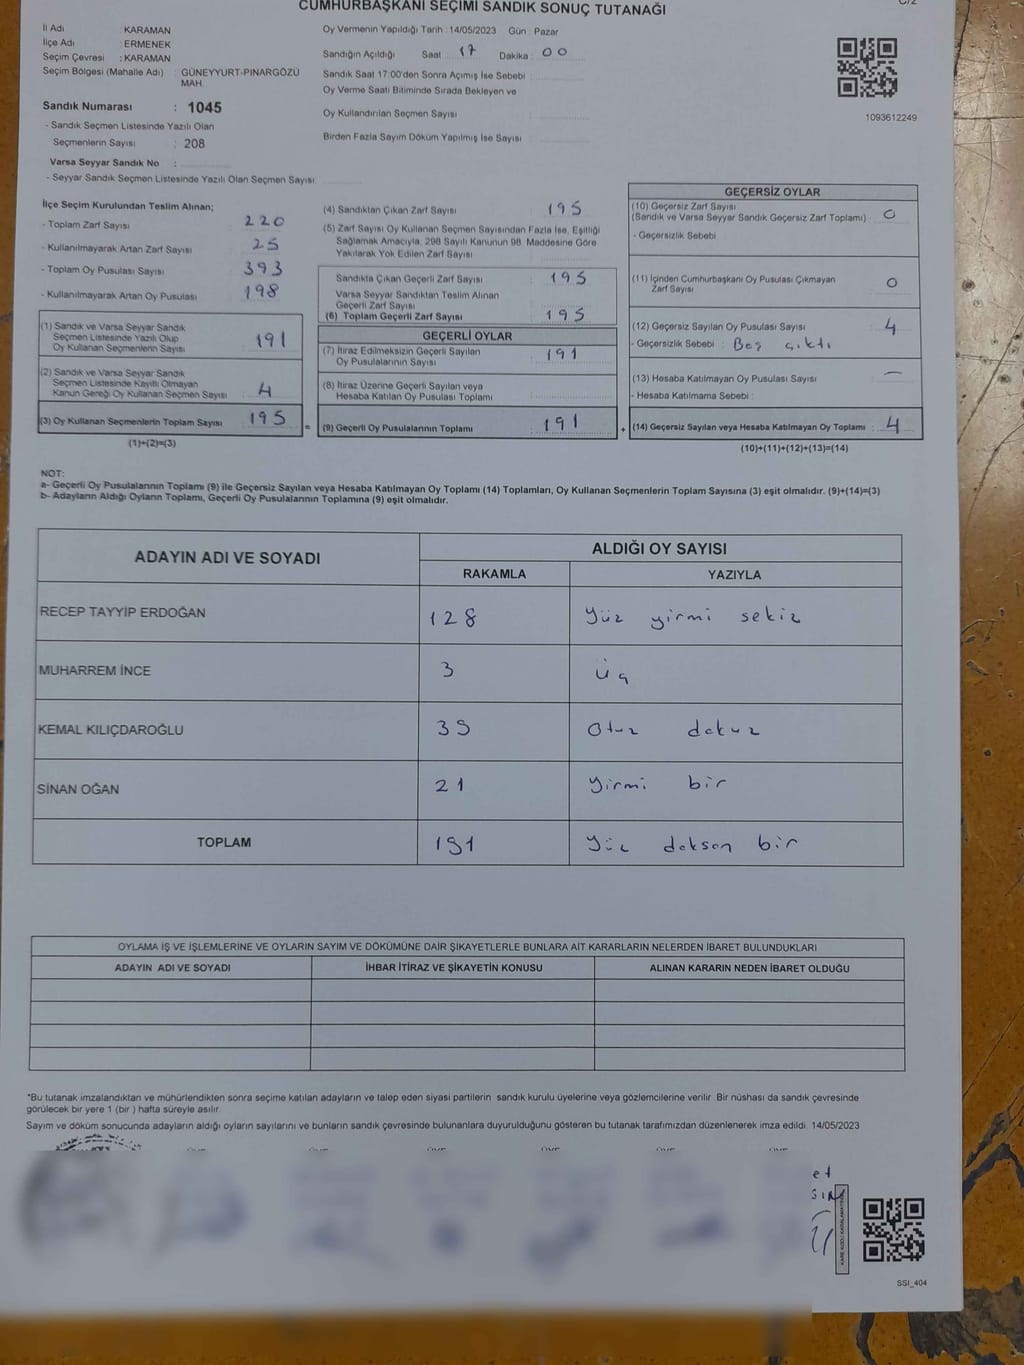 CUMHURBAŞKANI SEÇİMİ SANDIK SONUÇ TUTANAĞI
İl Adı : KARAMAN
İlçe Adı : ERMENEK
Seçim Çevresi : KARAMAN
Seçim Bölgesi (Mahalle Adı) : GÜNEYYURT-PINARGÖZÜ MAH.
Sandık Numarası : 1045
- Sandık Seçmen Listesinde Yazılı Olan
Seçmenlerin Sayısı : 208
Varsa Seyyar Sandık No :
- Seyyar Sandık Seçmen Listesinde Yazılı Olan Seçmen Sayısı:
Oy Vermenin Yapıldığı Tarih : 14/05/2023 Gün : Pazar
Sandığın Açıldığı Saat : 17 Dakika : 00
Sandık Saat 17:00'den Sonra Açımış İse Sebebi :
Oy Verme Saati Bitiminde Sırada Bekleyen ve
Oy Kullandırılan Seçmen Sayısı :
Birden Fazla Sayım Döküm Yapılmış İse Sayısı :
1093612249
İlçe Seçim Kurulundan Teslim Alınan;
- Toplam Zarf Sayısı : 220
- Kullanılmayarak Artan Zarf Sayısı : 25
- Toplam Oy Pusulası Sayısı : 393
- Kullanılmayarak Artan Oy Pusulası : 198
(1) Sandık ve Varsa Seyyar Sandık
Seçmen Listesinde Yazılı Olup
Oy Kullanan Seçmenlerin Sayısı : 191
(2) Sandık ve Varsa Seyyar Sandık
Seçmen Listesinde Kayıtlı Olmayan
Kanun Gereği Oy Kullanan Seçmen Sayısı : 4
(3) Oy Kullanan Seçmenlerin Toplam Sayısı : 195
(1)+(2)=(3)
(4) Sandıktan Çıkan Zarf Sayısı : 195
(5) Zarf Sayısı Oy Kullanan Seçmen Sayısından Fazla İse, Eşitliği
Sağlamak Amacıyla, 298 Sayılı Kanunun 98. Maddesine Göre
Yakılarak Yok Edilen Zarf Sayısı :
Sandıkta Çıkan Geçerli Zarf Sayısı : 195
Varsa Seyyar Sandıktan Teslim Alınan
Geçerli Zarf Sayısı :
(6) Toplam Geçerli Zarf Sayısı : 195
GEÇERLİ OYLAR
(7) İtiraz Edilmeksizin Geçerli Sayılan
Oy Pusulalarının Sayısı : 191
(8) İtiraz Üzerine Geçerli Sayılan veya
Hesaba Katılan Oy Pusulası Toplamı :
= (9) Geçerli Oy Pusulalarının Toplamı : 191
GEÇERSİZ OYLAR
(10) Geçersiz Zarf Sayısı
(Sandık ve Varsa Seyyar Sandık Geçersiz Zarf Toplamı) : 0
- Geçersizlik Sebebi :
(11) İçinden Cumhurbaşkanı Oy Pusulası Çıkmayan
Zarf Sayısı : 0
(12) Geçersiz Sayılan Oy Pusulası Sayısı : 4
- Geçersizlik Sebebi : Boş çıktı
(13) Hesaba Katılmayan Oy Pusulası Sayısı : —
- Hesaba Katılmama Sebebi :
+ (14) Geçersiz Sayılan veya Hesaba Katılmayan Oy Toplamı : 4
(10)+(11)+(12)+(13)=(14)
NOT:
a- Geçerli Oy Pusulalarının Toplamı (9) ile Geçersiz Sayılan veya Hesaba Katılmayan Oy Toplamı (14) Toplamları, Oy Kullanan Seçmenlerin Toplam Sayısına (3) eşit olmalıdır. (9)+(14)=(3)
b- Adayların Aldığı Oyların Toplamı, Geçerli Oy Pusulalarının Toplamına (9) eşit olmalıdır.
ADAYIN ADI VE SOYADI ALDIĞI OY SAYISI
RAKAMLA YAZIYLA
RECEP TAYYİP ERDOĞAN 128 Yüz yirmi sekiz
MUHARREM İNCE 3 Üç
KEMAL KILIÇDAROĞLU 39 Otuz dokuz
SİNAN OĞAN 21 Yirmi bir
TOPLAM 191 Yüz doksan bir
OYLAMA İŞ VE İŞLEMLERİNE VE OYLARIN SAYIM VE DÖKÜMÜNE DAİR ŞİKAYETLERLE BUNLARA AİT KARARLARIN NELERDEN İBARET BULUNDUKLARI
ADAYIN ADI VE SOYADI İHBAR İTİRAZ VE ŞİKAYETİN KONUSU ALINAN KARARIN NEDEN İBARET OLDUĞU
*Bu tutanak imzalandıktan ve mühürlendikten sonra seçime katılan adayların ve talep eden siyasi partilerin sandık kurulu üyelerine veya gözlemcilerine verilir. Bir nüshası da sandık çevresinde
görülecek bir yere 1 (bir ) hafta süreyle asılır.
Sayım ve döküm sonucunda adayların aldığı oyların sayılarını ve bunların sandık çevresinde bulunanlara duyurulduğunu gösteren bu tutanak tarafımızdan düzenlenerek imza edildi. 14/05/2023
et
SSI_404